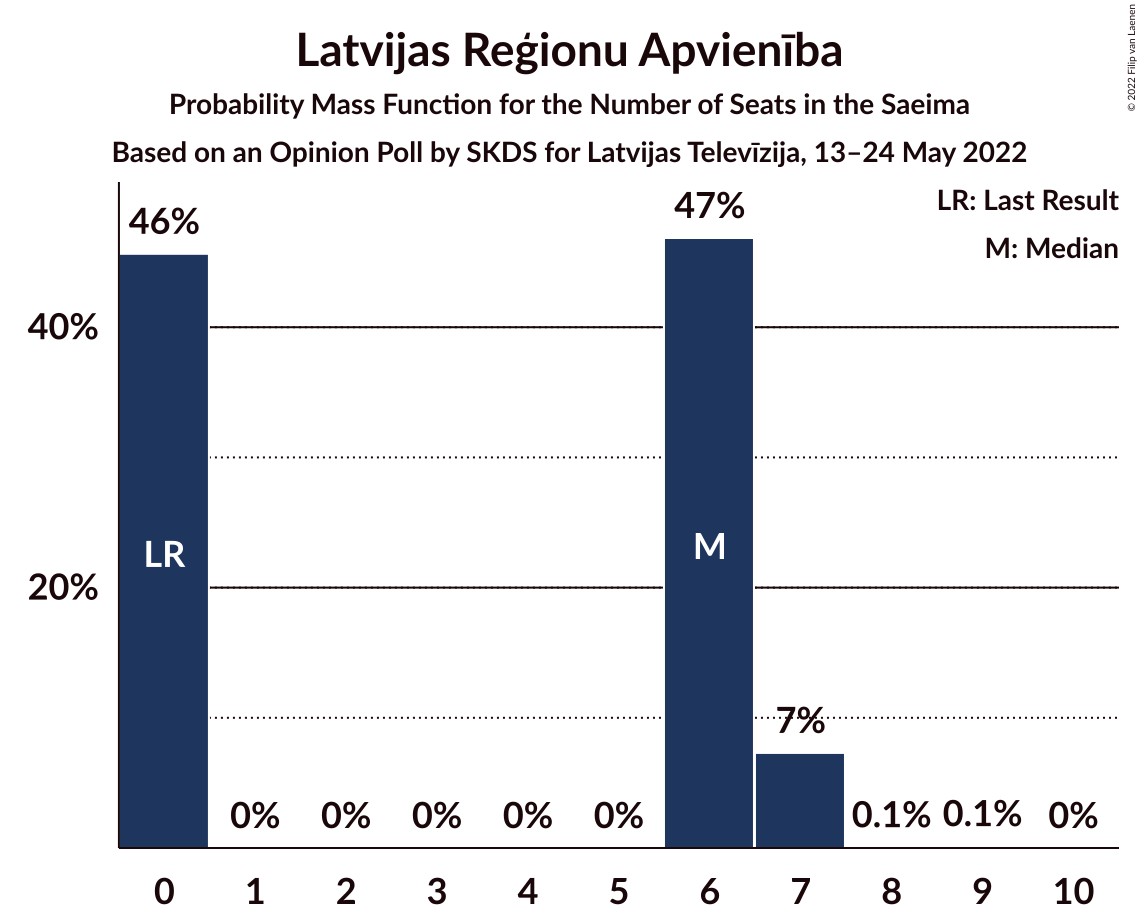 Latvijas Reģionu Apvienība
Probability Mass Function for the Number of Seats in the Saeima
Based on an Opinion Poll by SKDS for Latvijas Televīzija, 13–24 May 2022
© 2022 Filip van Laenen
LR: Last Result
M: Median
46% 47%
40%
LR M
20%
7%
0% 0% 0% 0% 0% 0.1% 0.1% 0%
0 1 2 3 4 5 6 7 8 9 10